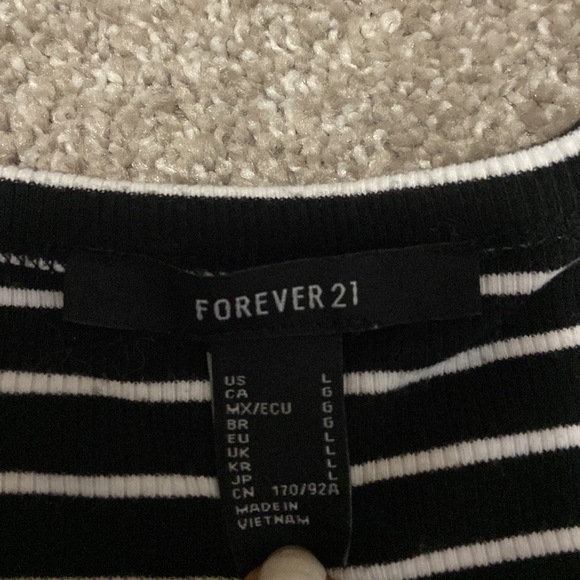 FOREVER 21
US L
CA G
MX/ECU G
BR G
EU L
UK L
KR L
JP L
CN 170/92A
MADE IN
VIETNAM